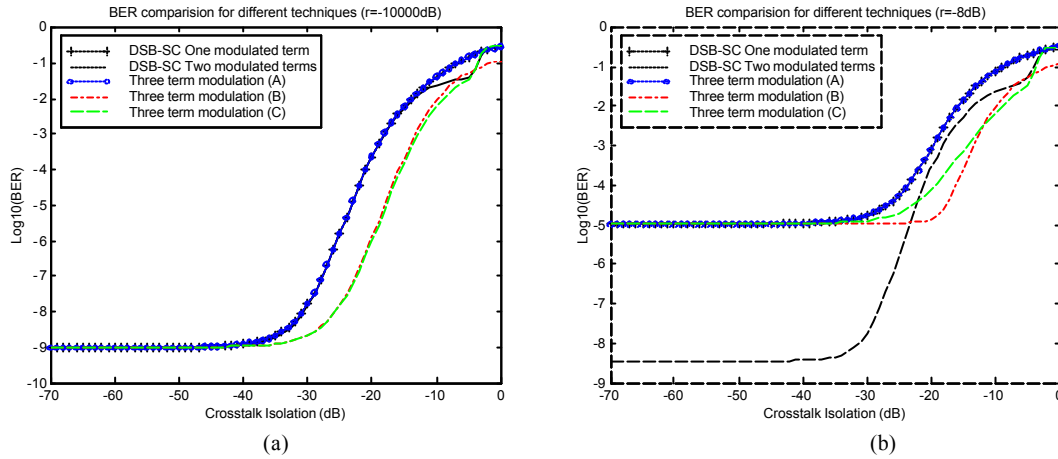 BER comparision for different techniques (r=-10000dB)
0
-1
-2
-3
-4
-5
-6
-7
-8
-9
-10
Log10(BER)
DSB-SC One modulated term
DSB-SC Two modulated terms
Three term modulation (A)
Three term modulation (B)
Three term modulation (C)
-70 -60 -50 -40 -30 -20 -10 0
Crosstalk Isolation (dB)
(a)
BER comparision for different techniques (r=-8dB)
0
-1
-2
-3
-4
-5
-6
-7
-8
-9
Log10(BER)
DSB-SC One modulated term
DSB-SC Two modulated terms
Three term modulation (A)
Three term modulation (B)
Three term modulation (C)
-70 -60 -50 -40 -30 -20 -10 0
Crosstalk Isolation (dB)
(b)